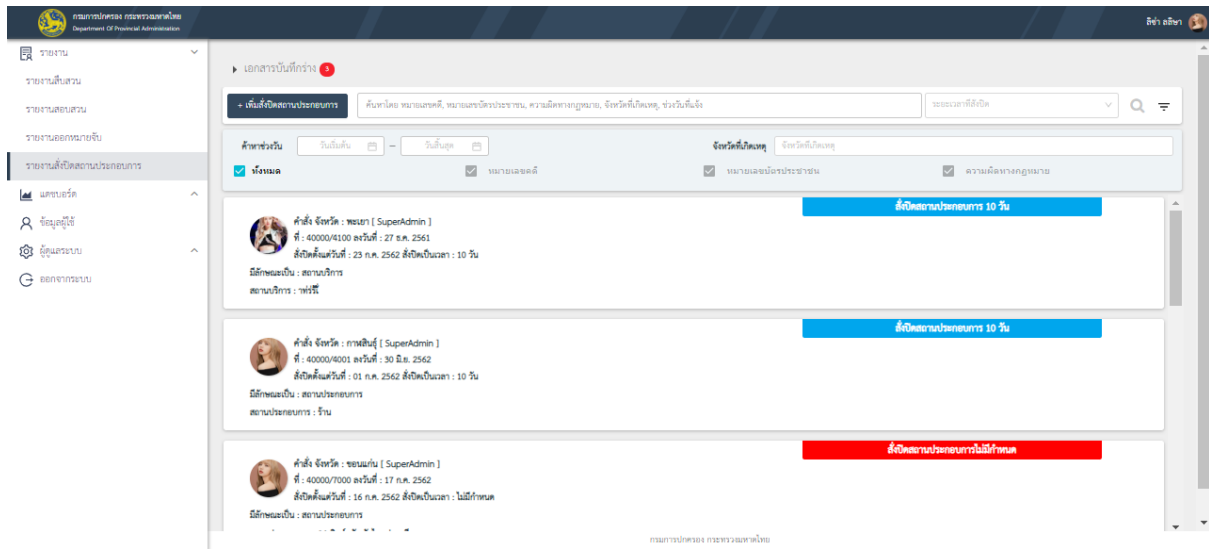 กรมการปกครอง กระทรวงมหาดไทย
Department Of Provincial Administration
ลิซ่า ลลิษา
รายงาน
รายงานสืบสวน
รายงานสอบสวน
รายงานออกหมายจับ
รายงานสั่งปิดสถานประกอบการ
แดชบอร์ด
ข้อมูลผู้ใช้
ผู้ดูแลระบบ
ออกจากระบบ
เอกสารบันทึกร่าง 3
+ เพิ่มสั่งปิดสถานประกอบการ
ค้นหาโดย หมายเลขคดี, หมายเลขบัตรประชาชน, ความผิดทางกฎหมาย, จังหวัดที่เกิดเหตุ, ช่วงวันที่แจ้ง
ระยะเวลาที่สั่งปิด
ค้าหาช่วงวัน วันเริ่มต้น – วันสิ้นสุด จังหวัดที่เกิดเหตุ จังหวัดที่เกิดเหตุ
ทั้งหมด หมายเลขคดี หมายเลขบัตรประชาชน ความผิดทางกฎหมาย
สั่งปิดสถานประกอบการ 10 วัน
คำสั่ง จังหวัด : พะเยา [ SuperAdmin ]
ที่ : 40000/4100 ลงวันที่ : 27 ธ.ค. 2561
สั่งปิดตั้งแต่วันที่ : 23 ก.ค. 2562 สั่งปิดเป็นเวลา : 10 วัน
มีลักษณะเป็น : สถานบริการ
สถานบริการ :
สั่งปิดสถานประกอบการ 10 วัน
คำสั่ง จังหวัด : กาฬสินธุ์ [ SuperAdmin ]
ที่ : 40000/4001 ลงวันที่ : 30 มิ.ย. 2562
สั่งปิดตั้งแต่วันที่ : 01 ก.ค. 2562 สั่งปิดเป็นเวลา : 10 วัน
มีลักษณะเป็น : สถานประกอบการ
สถานประกอบการ : ร้าน
สั่งปิดสถานประกอบการไม่มีกำหนด
คำสั่ง จังหวัด : ขอนแก่น [ SuperAdmin ]
ที่ : 40000/7000 ลงวันที่ : 17 ก.ค. 2562
สั่งปิดตั้งแต่วันที่ : 16 ก.ค. 2562 สั่งปิดเป็นเวลา : ไม่มีกำหนด
มีลักษณะเป็น : สถานประกอบการ
กรมการปกครอง กระทรวงมหาดไทย